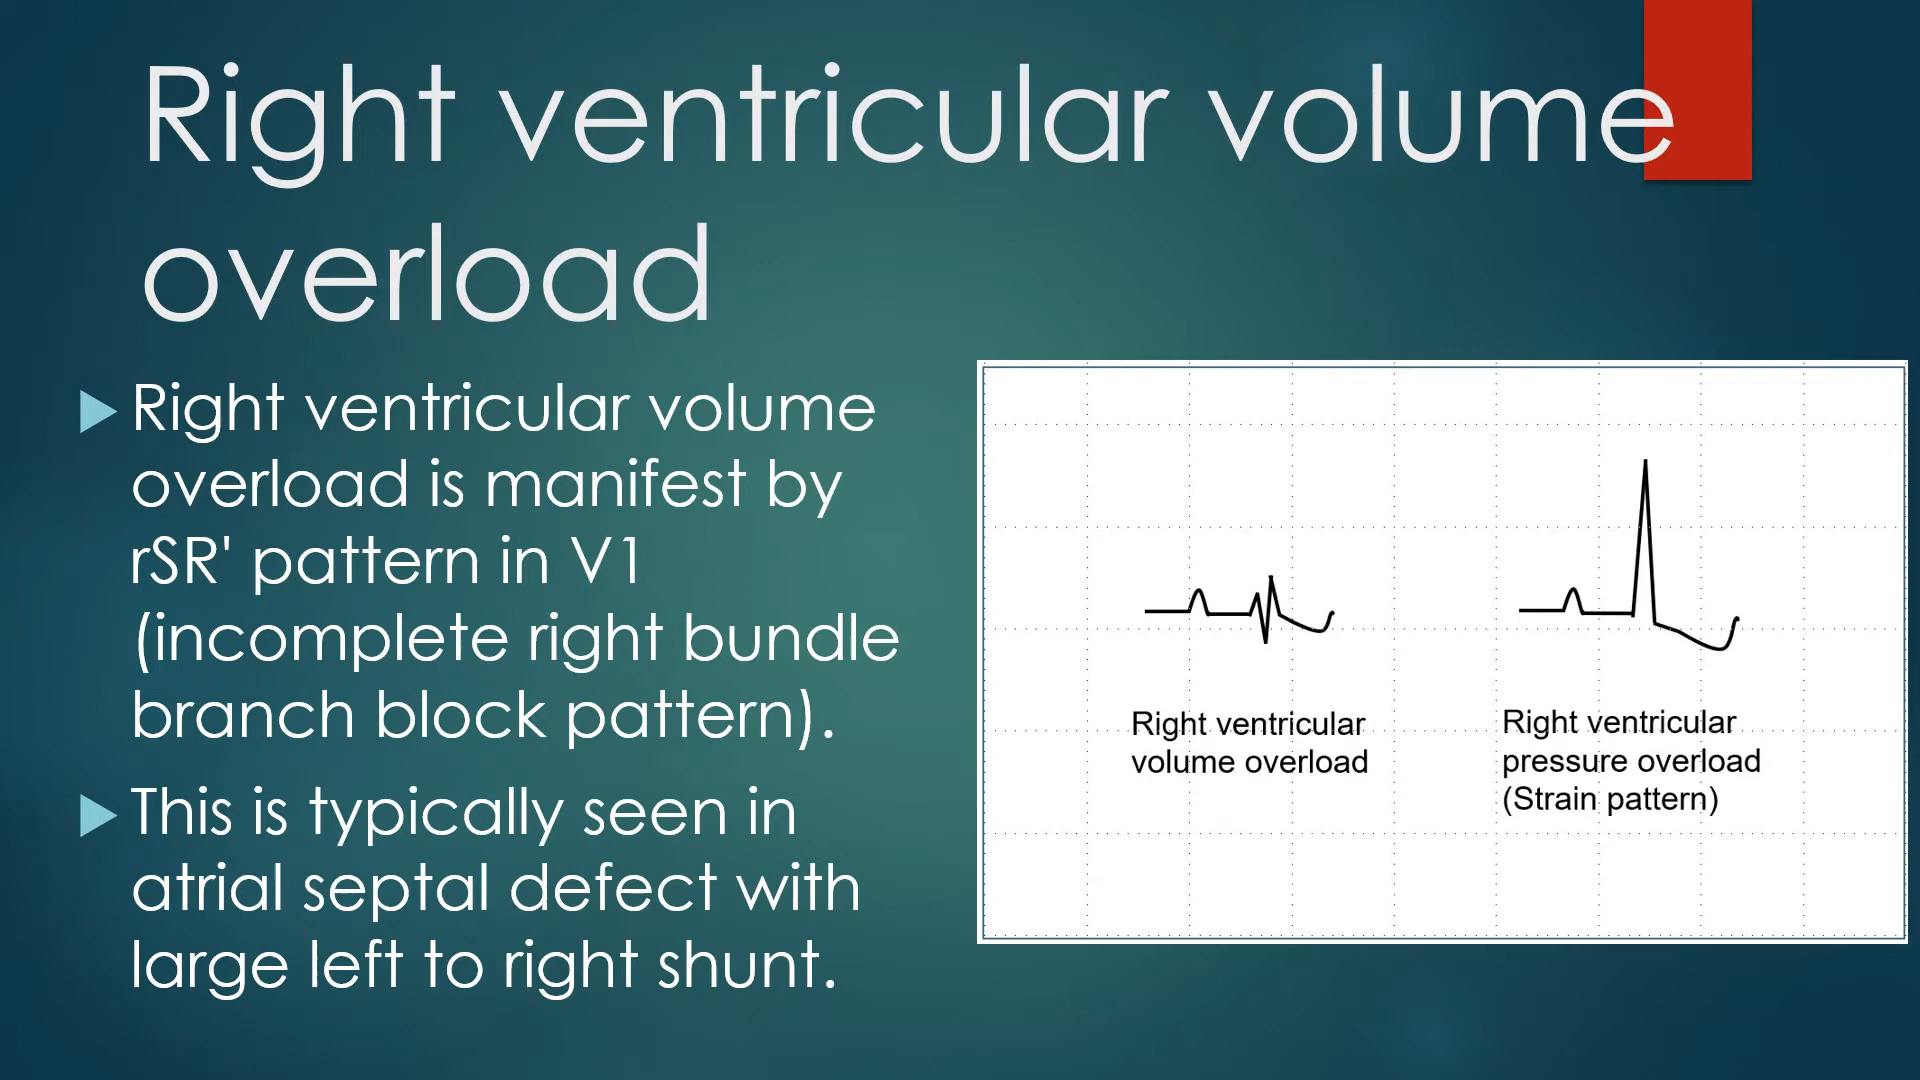 Right ventricular volume
overload
Right ventricular volume
overload is manifest by
rSR' pattern in V1
(incomplete right bundle
branch block pattern).
This is typically seen in
atrial septal defect with
large left to right shunt.
Right ventricular
volume overload
Right ventricular
pressure overload
(Strain pattern)